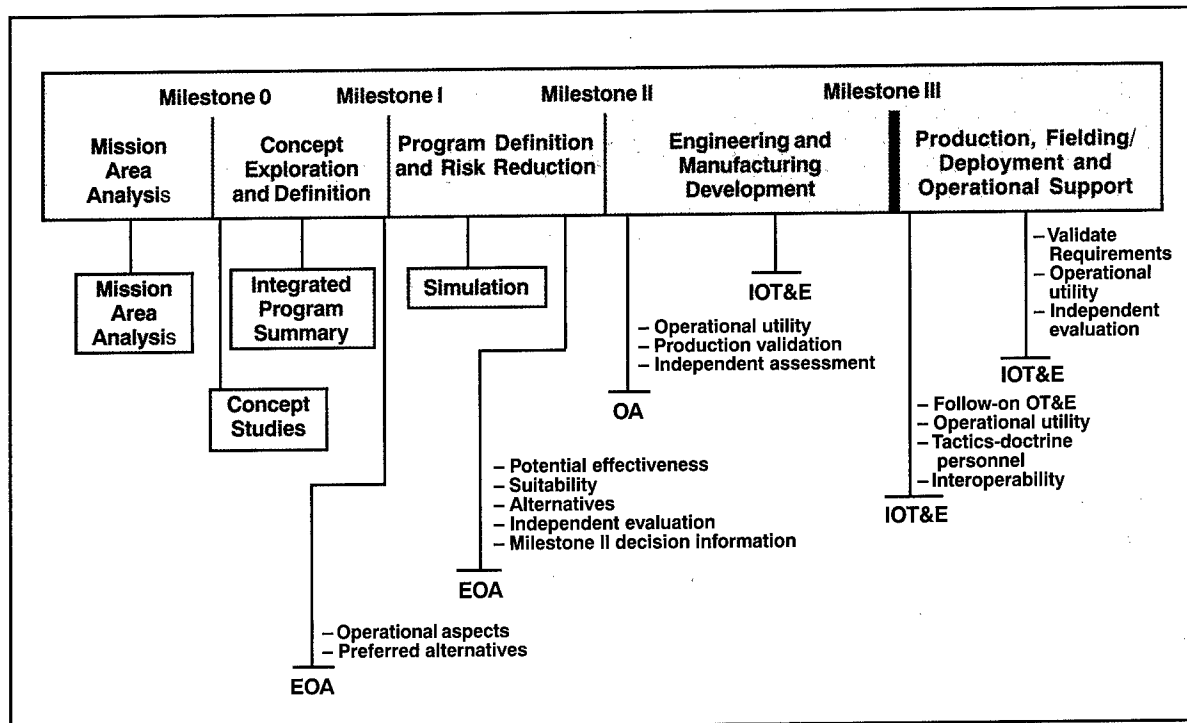 Milestone 0
Milestone I
Milestone II
Milestone III
Mission
Area
Analysis
Concept
Exploration
and Definition
Program Definition
and Risk Reduction
Engineering and
Manufacturing
Development
Production, Fielding/
Deployment and
Operational Support
Mission
Area
Analysis
Integrated
Program
Summary
Simulation
IOT&E
– Validate
Requirements
– Operational
utility
– Independent
evaluation
IOT&E
Concept
Studies
– Operational utility
– Production validation
– Independent assessment
OA
– Follow-on OT&E
– Operational utility
– Tactics-doctrine
personnel
– Interoperability
IOT&E
– Potential effectiveness
– Suitability
– Alternatives
– Independent evaluation
– Milestone II decision information
EOA
– Operational aspects
– Preferred alternatives
EOA